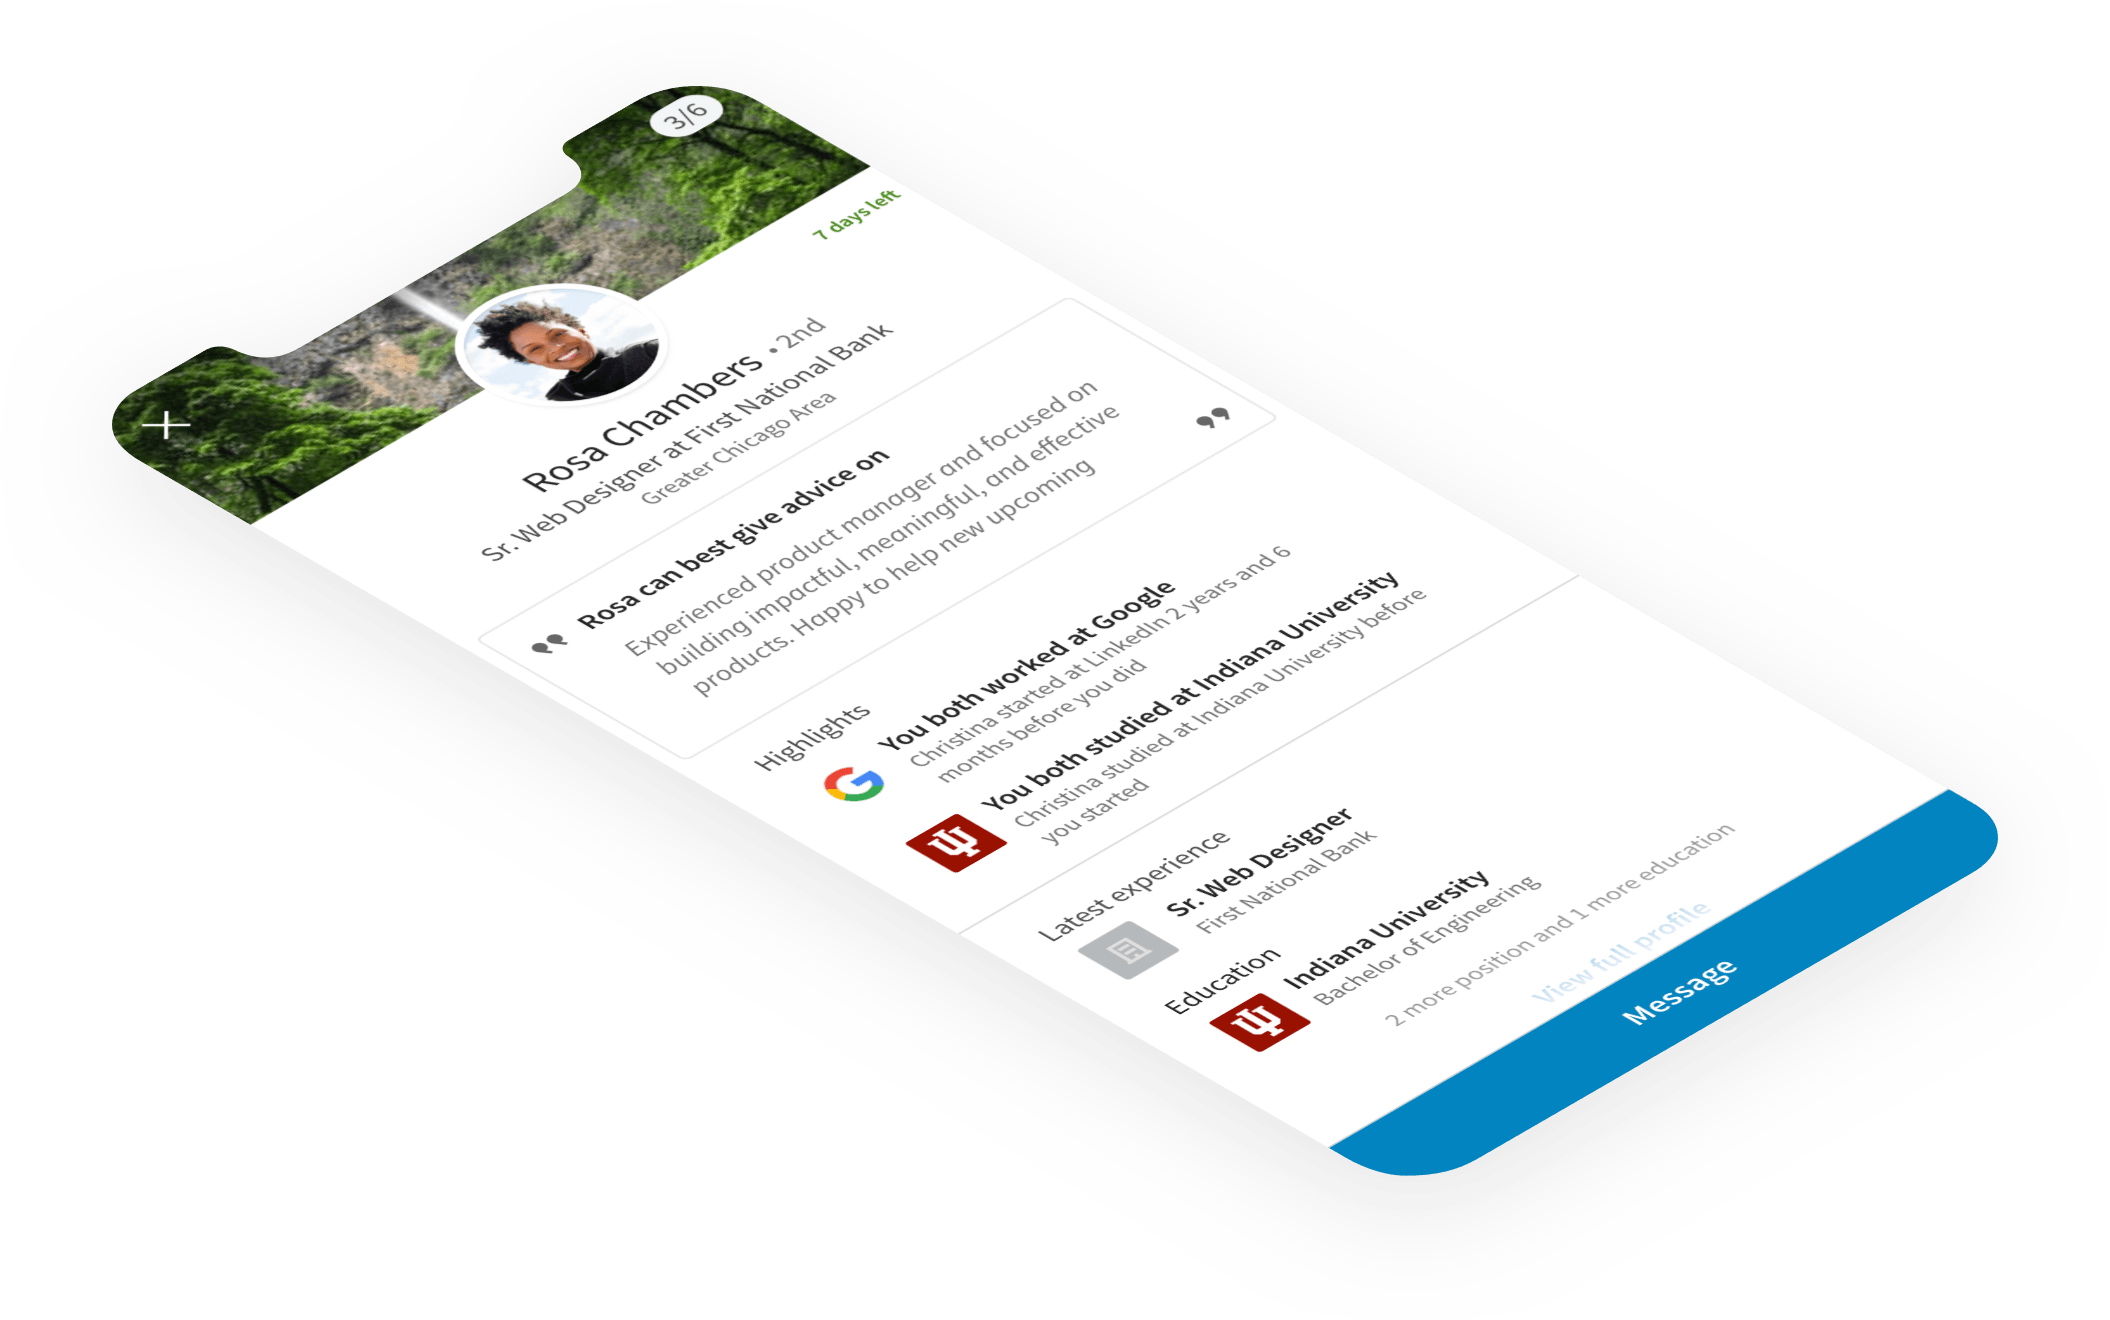 3/6
7 days left
Rosa Chambers • 2nd
Sr. Web Designer at First National Bank
Greater Chicago Area
Rosa can best give advice on
Experienced product manager and focused on
building impactful, meaningful, and effective
products. Happy to help new upcoming
Highlights
You both worked at Google
Christina started at LinkedIn 2 years and 6
months before you did
You both studied at Indiana University
Christina studied at Indiana University before
you started
Latest experience
Sr. Web Designer
First National Bank
Education
Indiana University
Bachelor of Engineering
2 more position and 1 more education
View full profile
Message